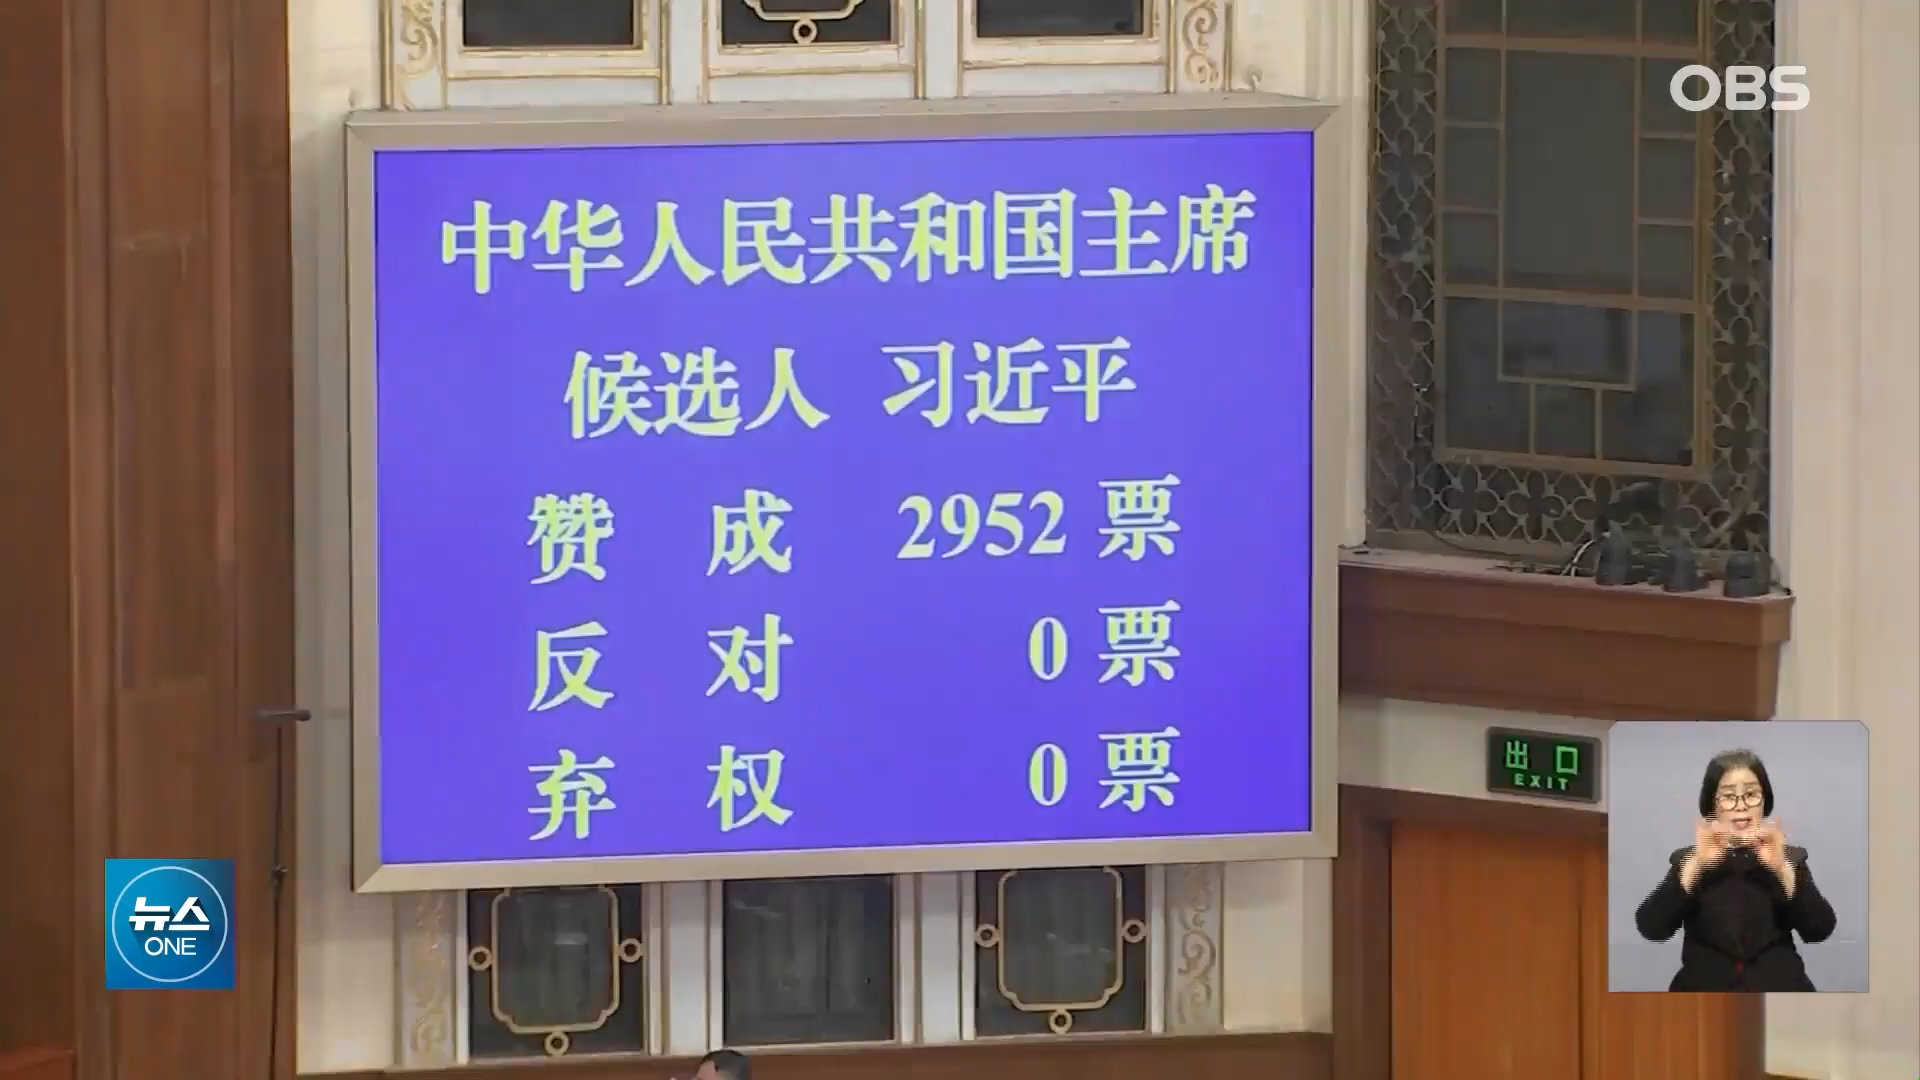 OBS
中华人民共和国主席
候选人 习近平
赞 成 2952 票
反 对 0 票
弃 权 0 票
出 口
EXIT
뉴스
ONE